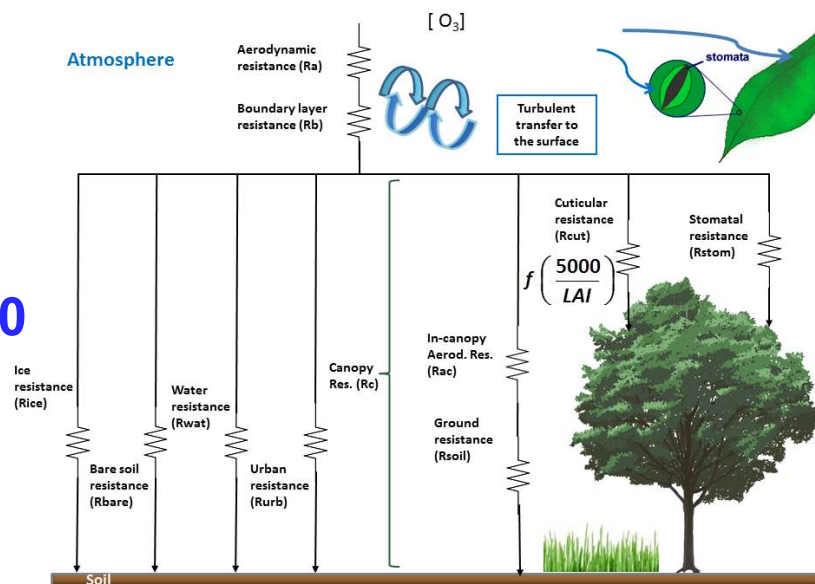 [ O₃]
Atmosphere
Aerodynamic
resistance (Ra)
Boundary layer
resistance (Rb)
Turbulent
transfer to
the surface
stomata
Cuticular
resistance
(Rcut)
f ( 5000 / LAI )
Stomatal
resistance
(Rstom)
0
Ice
resistance
(Rice)
Water
resistance
(Rwat)
Bare soil
resistance
(Rbare)
Urban
resistance
(Rurb)
Canopy
Res. (Rc)
In-canopy
Aerod. Res.
(Rac)
Ground
resistance
(Rsoil)
Soil